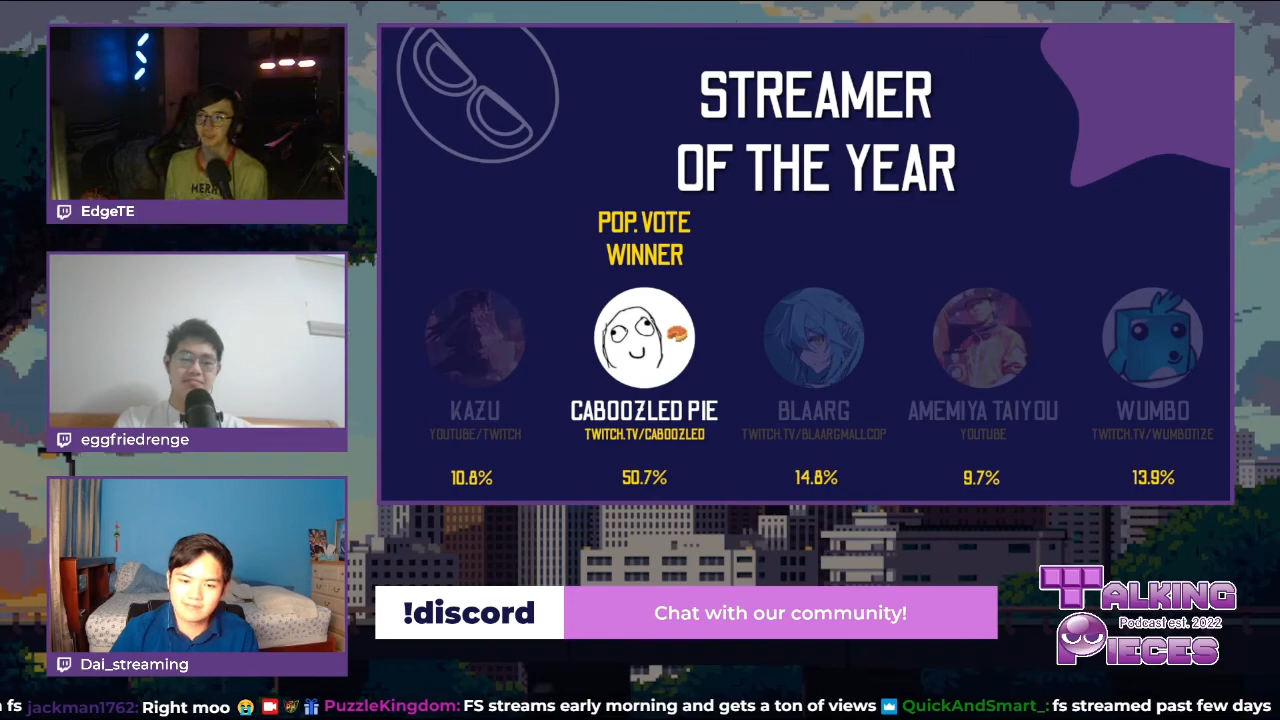 STREAMER
OF THE YEAR
POP. VOTE
WINNER
KAZU
YOUTUBE/TWITCH
10.8%
CABOOZLED PIE
TWITCH.TV/CABOOZLED
50.7%
BLAARG
TWITCH.TV/BLAARGMALLCOP
14.8%
AMEMIYA TAIYOU
YOUTUBE
9.7%
WUMBO
TWITCH.TV/WUMBOTIZE
13.9%
MERA
EdgeTE
eggfriedrenge
Dai_streaming
!discord
Chat with our community!
TALKING
Podcast est. 2022
PIECES
fs jackman1762: Right moo PuzzleKingdom: FS streams early morning and gets a ton of views QuickAndSmart_: fs streamed past few days